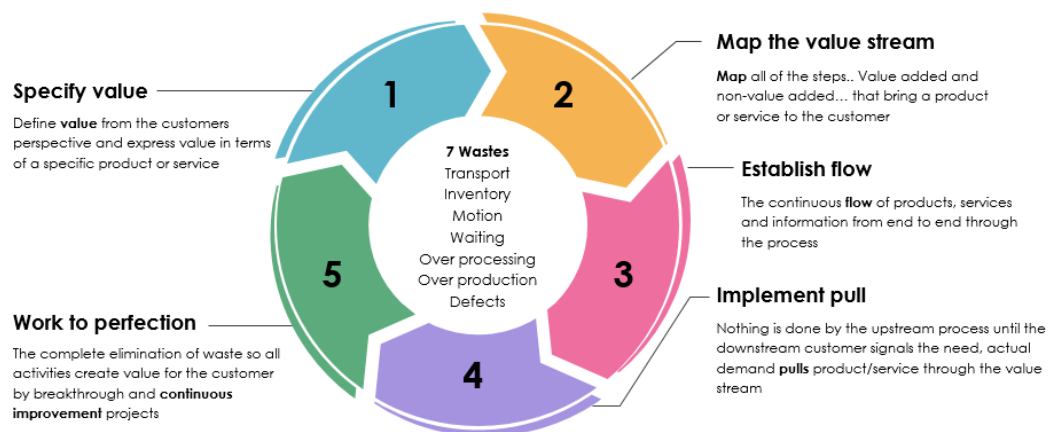 1
Specify value
Define value from the customers
perspective and express value in terms
of a specific product or service
2
Map the value stream
Map all of the steps.. Value added and
non-value added... that bring a product
or service to the customer
3
Establish flow
The continuous flow of products, services
and information from end to end through
the process
4
Implement pull
Nothing is done by the upstream process until the
downstream customer signals the need, actual
demand pulls product/service through the value
stream
5
Work to perfection
The complete elimination of waste so all
activities create value for the customer
by breakthrough and continuous
improvement projects
7 Wastes
Transport
Inventory
Motion
Waiting
Over processing
Over production
Defects